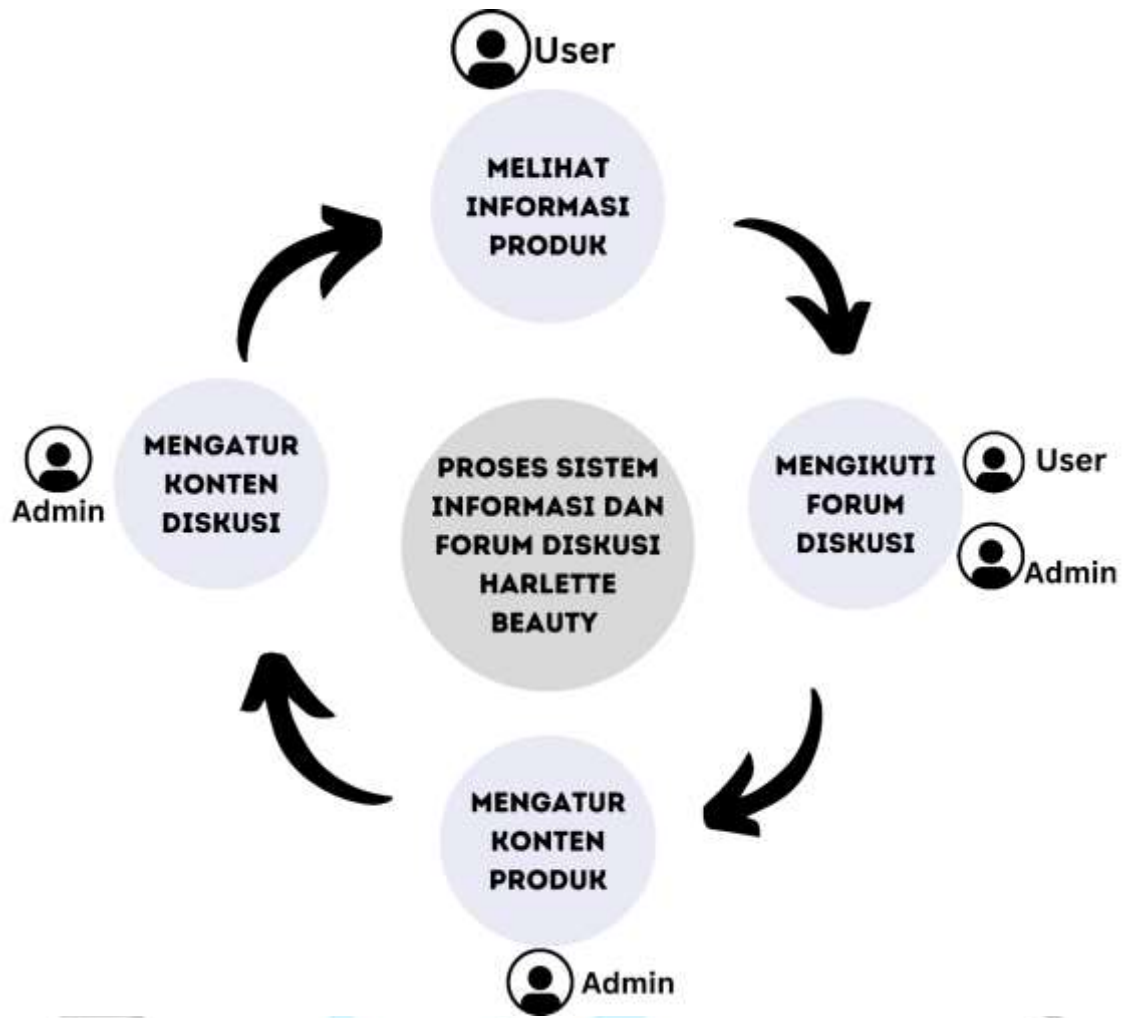 User
MELIHAT
INFORMASI
PRODUK
MENGATUR
KONTEN
DISKUSI
Admin
PROSES SISTEM
INFORMASI DAN
FORUM DISKUSI
HARLETTE
BEAUTY
MENGIKUTI
FORUM
DISKUSI
User
Admin
MENGATUR
KONTEN
PRODUK
Admin